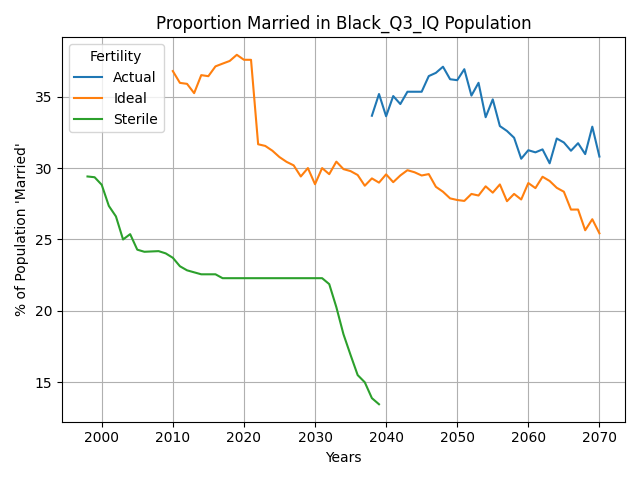 Proportion Married in Black_Q3_IQ Population
Fertility
Actual
Ideal
Sterile
% of Population 'Married'
35
30
25
20
15
2000
2010
2020
2030
2040
2050
2060
2070
Years